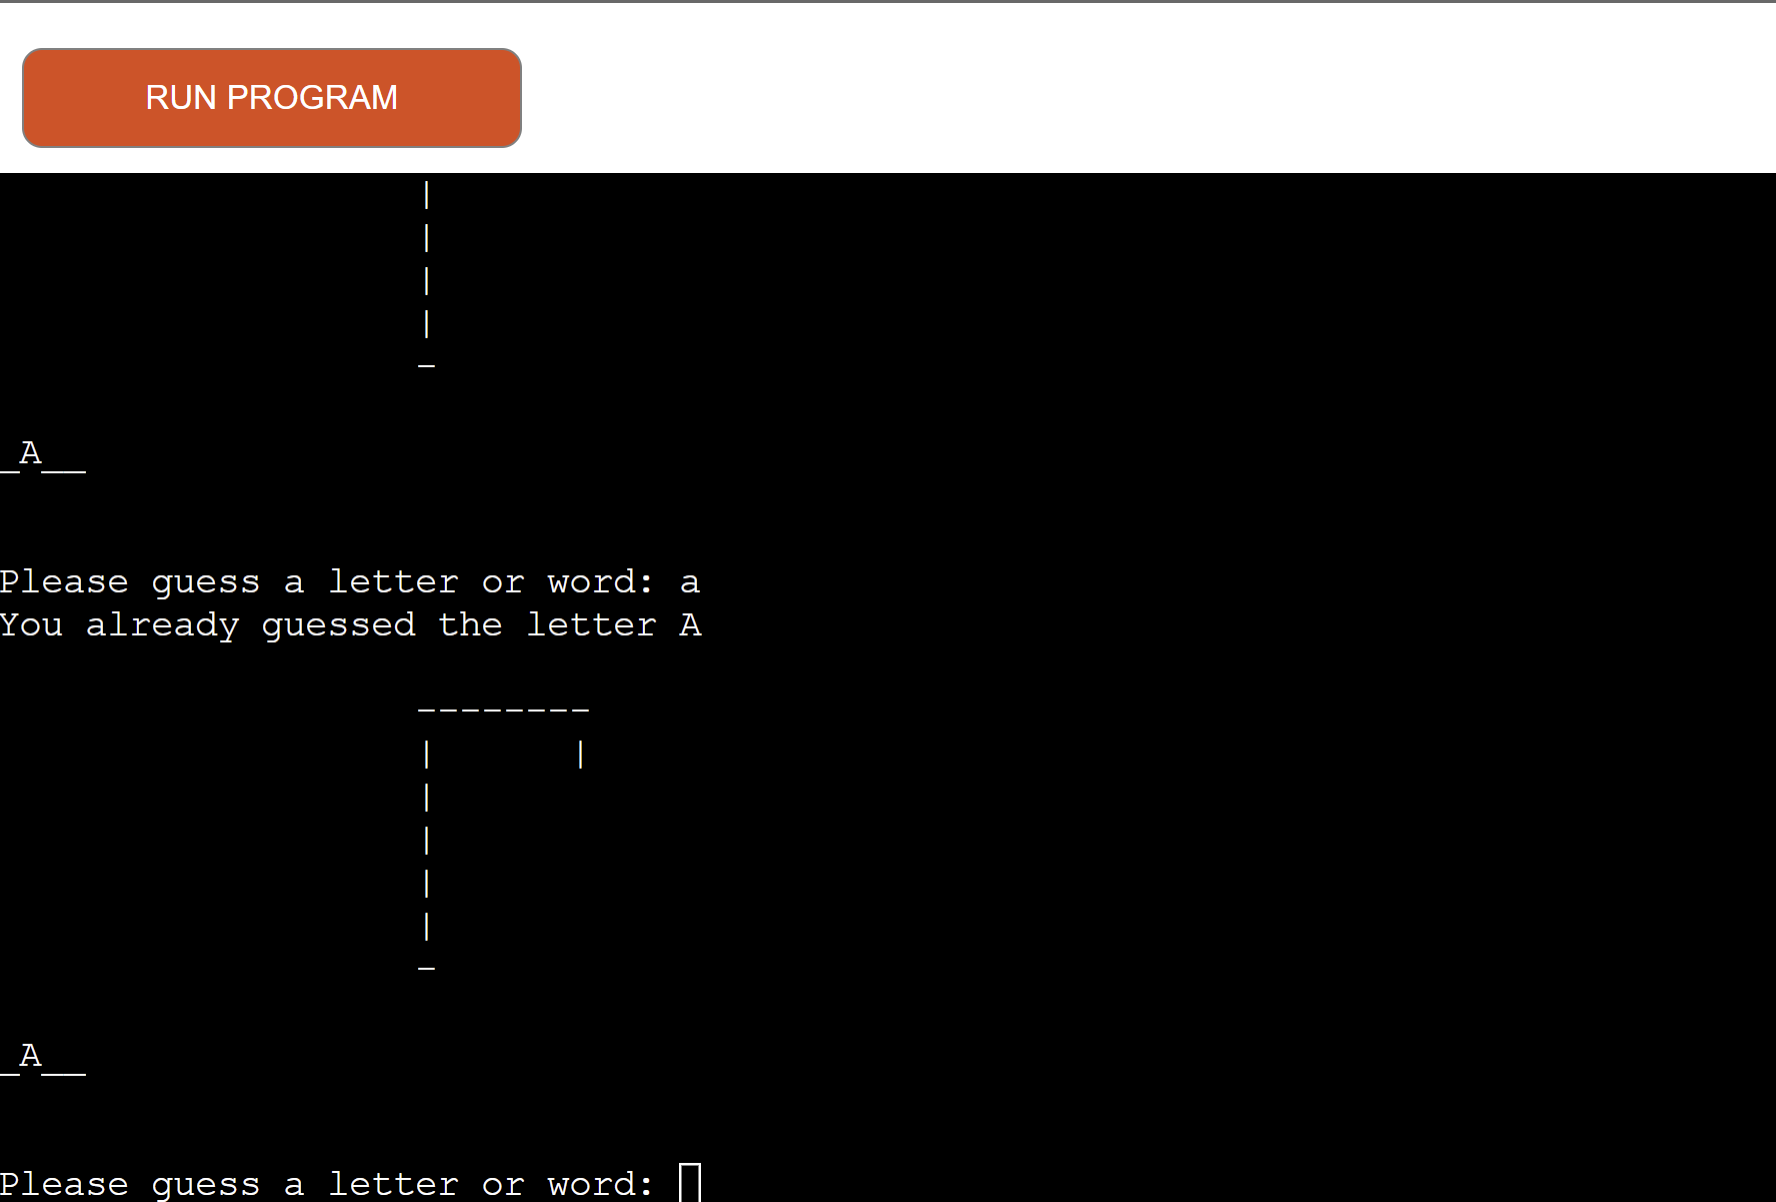 RUN PROGRAM
|
|
|
|
_
_A__
Please guess a letter or word: a
You already guessed the letter A
--------
|      |
|
|
|
|
_
_A__
Please guess a letter or word: